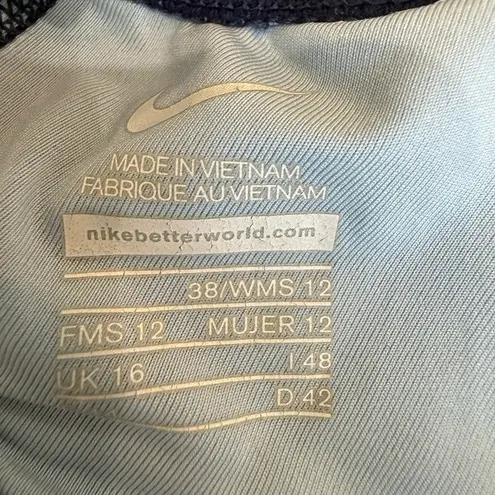 MADE IN VIETNAM
FABRIQUE AU VIETNAM
nikebetterworld.com
38/WMS 12
FMS 12 MUJER 12
UK 16 I 48
D 42